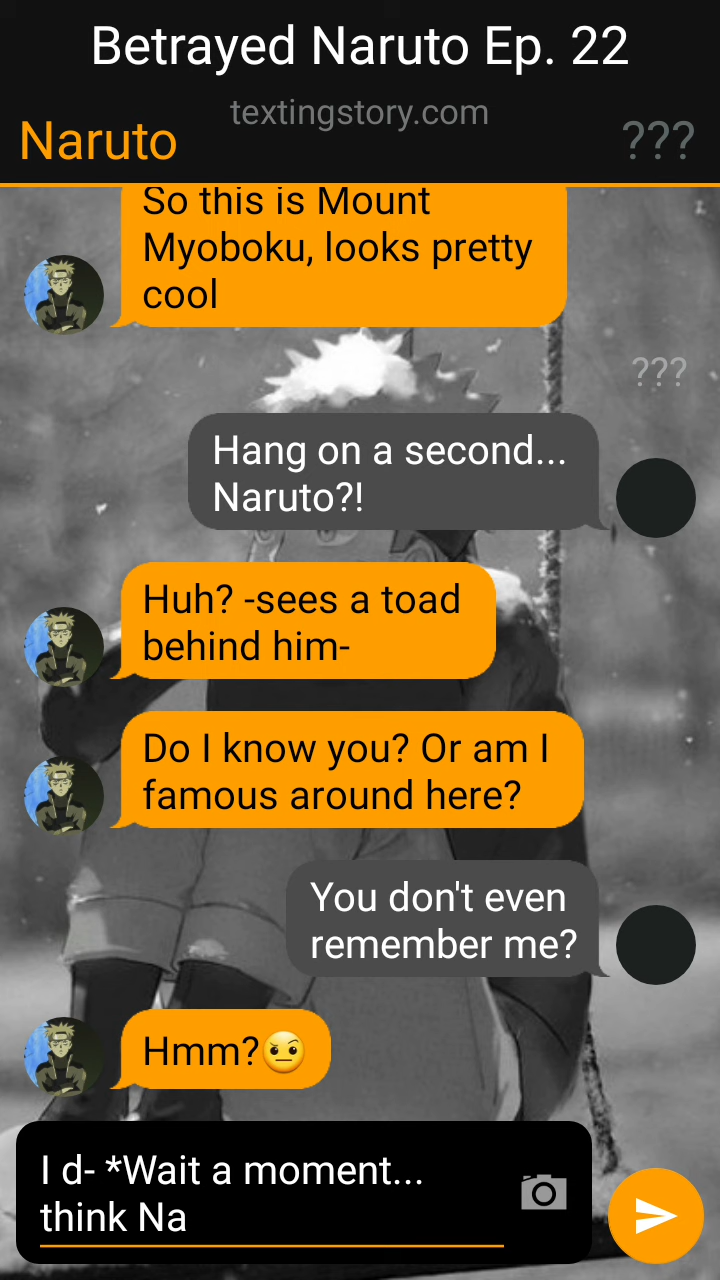 Betrayed Naruto Ep. 22
textingstory.com
Naruto
???
So this is Mount
Myoboku, looks pretty
cool
???
Hang on a second...
Naruto?!
Huh? -sees a toad
behind him-
Do I know you? Or am I
famous around here?
You don't even
remember me?
Hmm?🤨
I d- *Wait a moment...
think Na